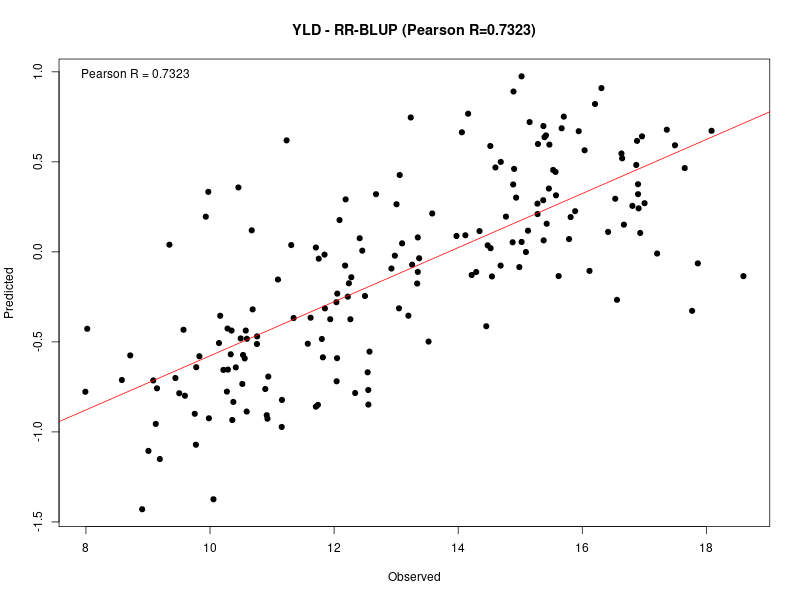 YLD - RR-BLUP (Pearson R=0.7323)
Pearson R = 0.7323
1.0
0.5
0.0
-0.5
-1.0
-1.5
Predicted
8 10 12 14 16 18
Observed